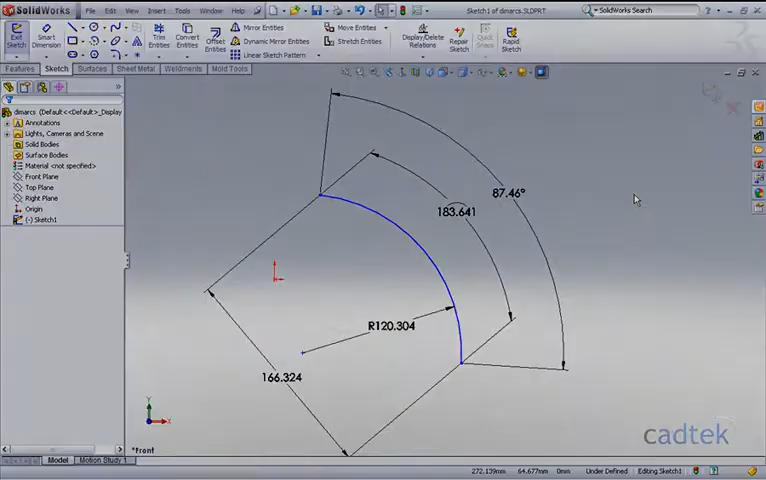 SolidWorks File Edit View Insert Tools Window Help Sketch1 of dimarcs.SLDPRT SolidWorks Search
Exit Sketch
Smart Dimension
Trim Entities
Convert Entities
Offset Entities
Mirror Entities
Dynamic Mirror Entities
Linear Sketch Pattern
Move Entities
Stretch Entities
Display/Delete Relations
Repair Sketch
Quick Snaps
Rapid Sketch
Features Sketch Surfaces Sheet Metal Weldments Mold Tools
dimarcs (Default<<Default>_Display
Annotations
Lights, Cameras and Scene
Solid Bodies
Surface Bodies
Material <not specified>
Front Plane
Top Plane
Right Plane
Origin
(-) Sketch1
87.46°
183.641
R120.304
166.324
Y
X
*Front
cadtek
Model Motion Study 1
272.139mm 64.677mm 0mm Under Defined Editing Sketch1